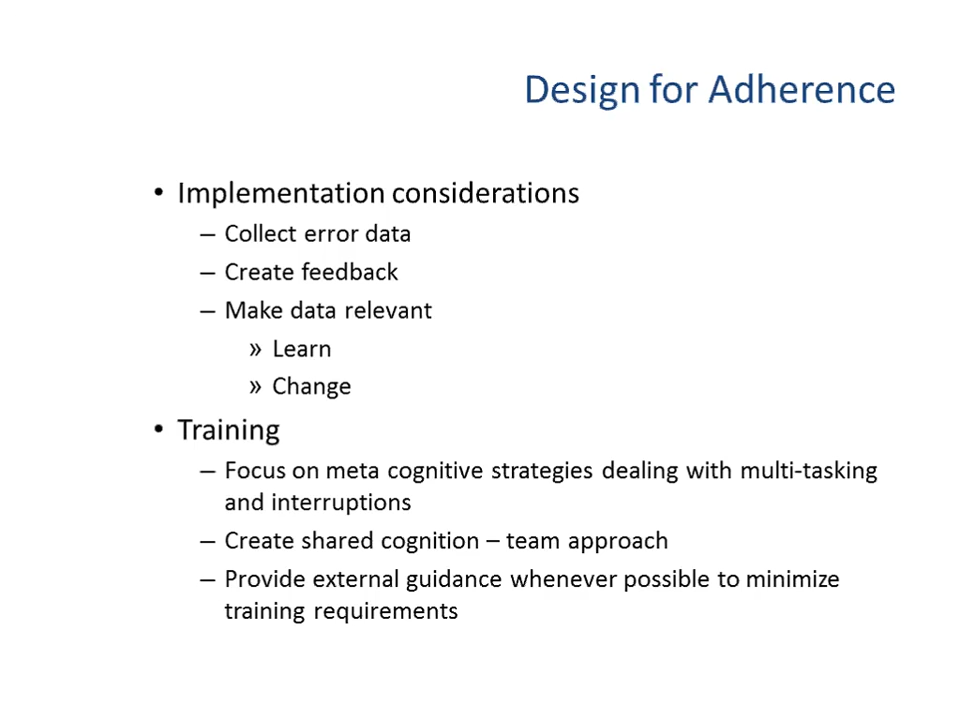 Design for Adherence
• Implementation considerations
– Collect error data
– Create feedback
– Make data relevant
» Learn
» Change
• Training
– Focus on meta cognitive strategies dealing with multi-tasking
and interruptions
– Create shared cognition – team approach
– Provide external guidance whenever possible to minimize
training requirements